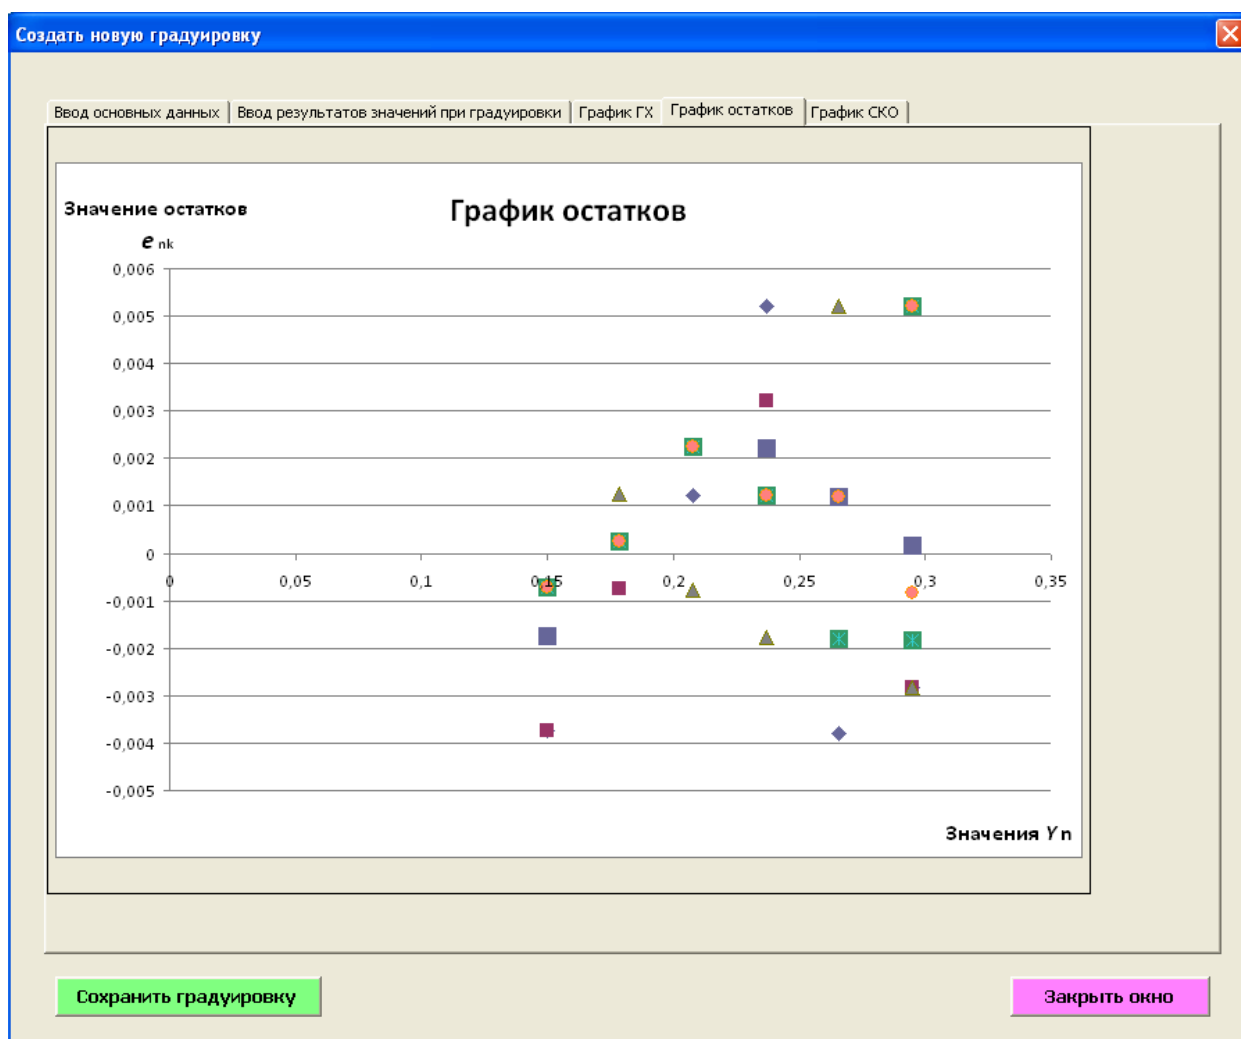 Создать новую градуировку
Ввод основных данных Ввод результатов значений при градуировки График ГХ График остатков График СКО
График остатков
Значение остатков
e nk
0,006
0,005
0,004
0,003
0,002
0,001
0
0 0,05 0,1 0,15 0,2 0,25 0,3 0,35
-0,001
-0,002
-0,003
-0,004
-0,005
Значения Y n
Сохранить градуировку Закрыть окно